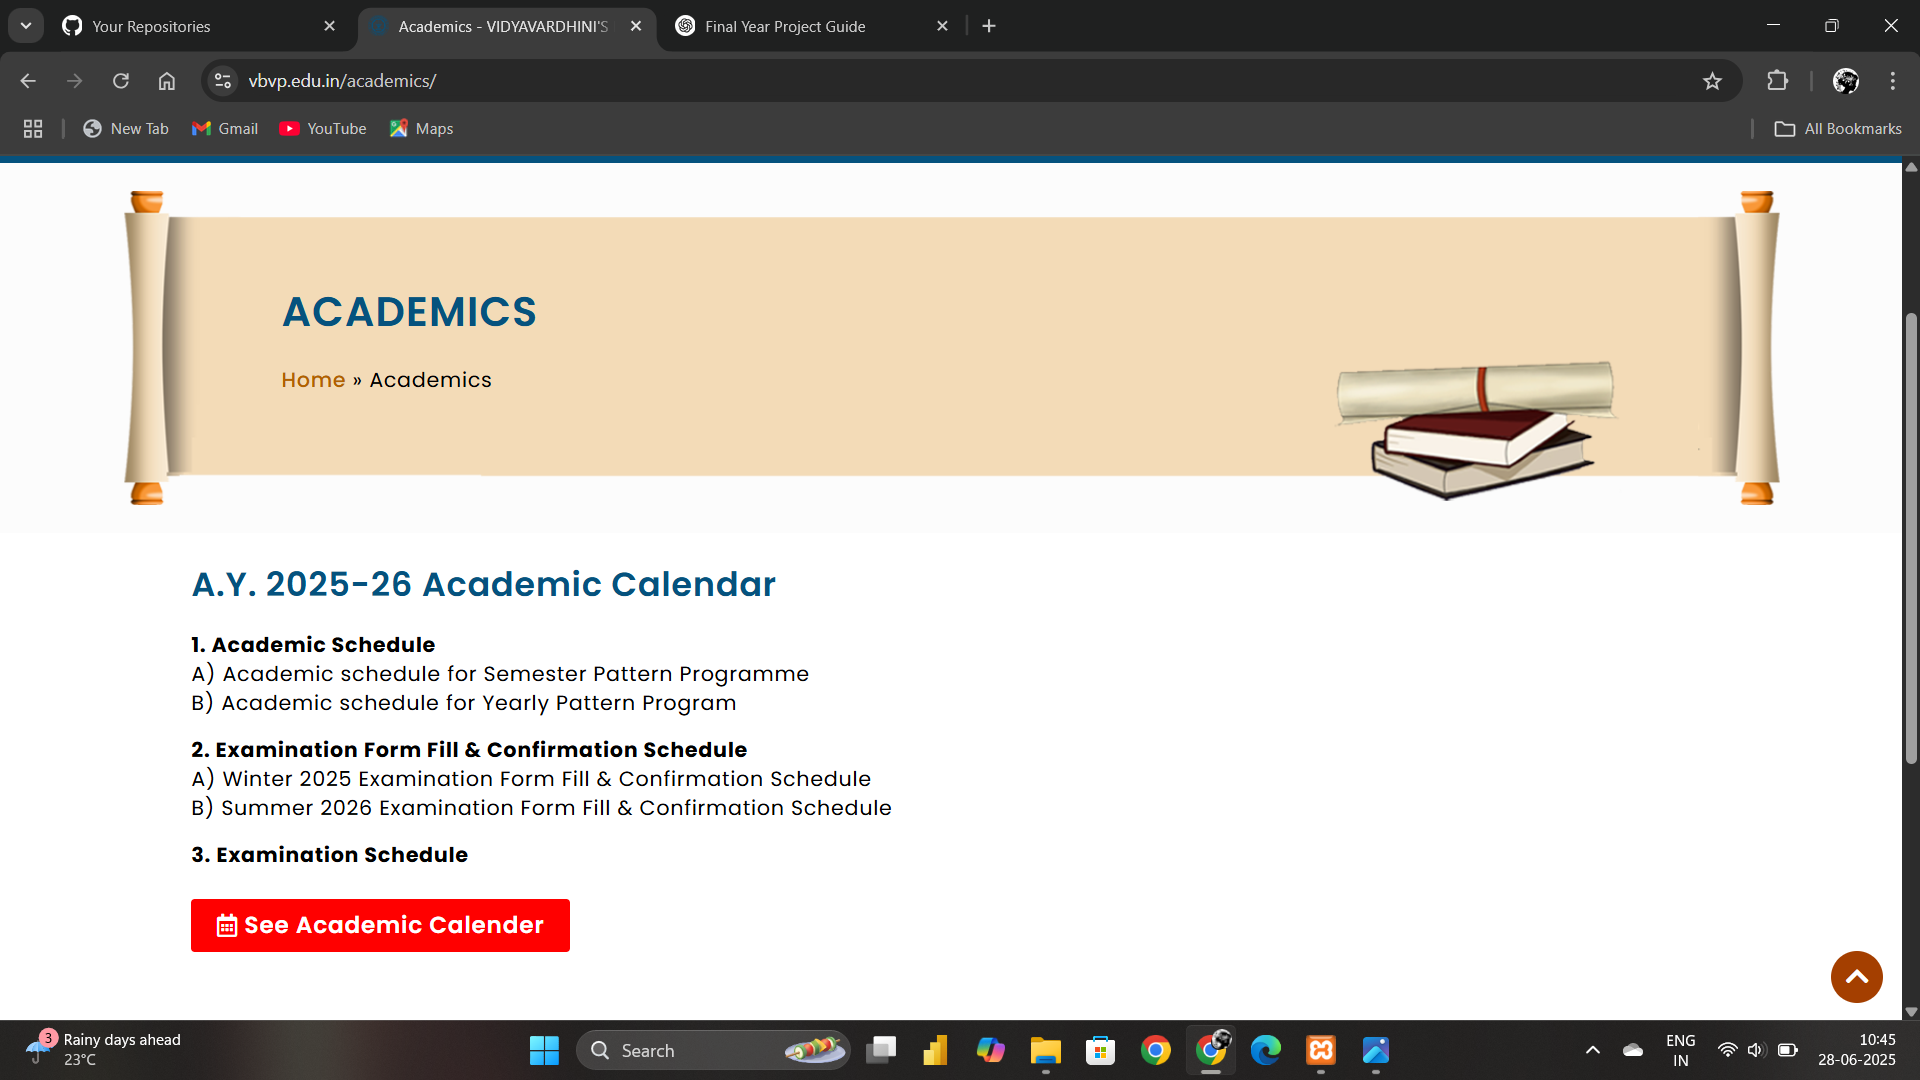 Your Repositories
Academics - VIDYAVARDHINI'S
Final Year Project Guide
vbvp.edu.in/academics/
New Tab
Gmail
YouTube
Maps
All Bookmarks
ACADEMICS
Home » Academics
A.Y. 2025-26 Academic Calendar
1. Academic Schedule
A) Academic schedule for Semester Pattern Programme
B) Academic schedule for Yearly Pattern Program
2. Examination Form Fill & Confirmation Schedule
A) Winter 2025 Examination Form Fill & Confirmation Schedule
B) Summer 2026 Examination Form Fill & Confirmation Schedule
3. Examination Schedule
See Academic Calender
3
Rainy days ahead
23°C
Search
ENG
IN
10:45
28-06-2025